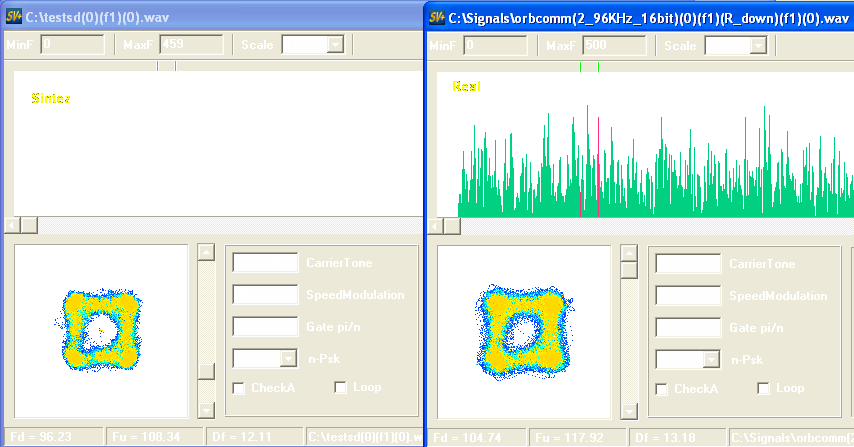 SV+ C:\testsd(0)(f1)(0).wav
MinF 0 MaxF 459 Scale
Sintez
CarrierTone
SpeedModulation
Gate pi/n
n-Psk
CheckA Loop
Fd = 96.23 Fu = 108.34 Df = 12.11 C:\testsd(0)(f1)(0).w
SV+ C:\Signals\orbcomm(2_96KHz_16bit)(0)(f1)(R_down)(f1)(0).wav
MinF 0 MaxF 500 Scale
Real
CarrierTone
SpeedModulation
Gate pi/n
n-Psk
CheckA Loop
Fd = 104.74 Fu = 117.92 Df = 13.18 C:\Signals\orbcomm(2